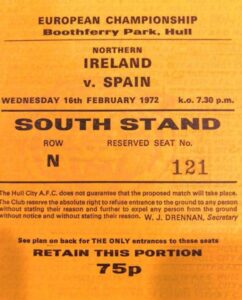 EUROPEAN CHAMPIONSHIP
Boothferry Park, Hull
NORTHERN
IRELAND
v. SPAIN
WEDNESDAY 16th FEBRUARY 1972 k.o. 7.30 p.m.
SOUTH STAND
ROW RESERVED SEAT No.
N 121
The Hull City A.F.C. does not guarantee that the proposed match will take place.
The Club reserve the absolute right to refuse entrance to the ground to any person
without stating their reason and further to expel any person from the ground
without notice and without stating their reason. W. J. DRENNAN, Secretary
See plan on back for THE ONLY entrances to these seats
RETAIN THIS PORTION
75p